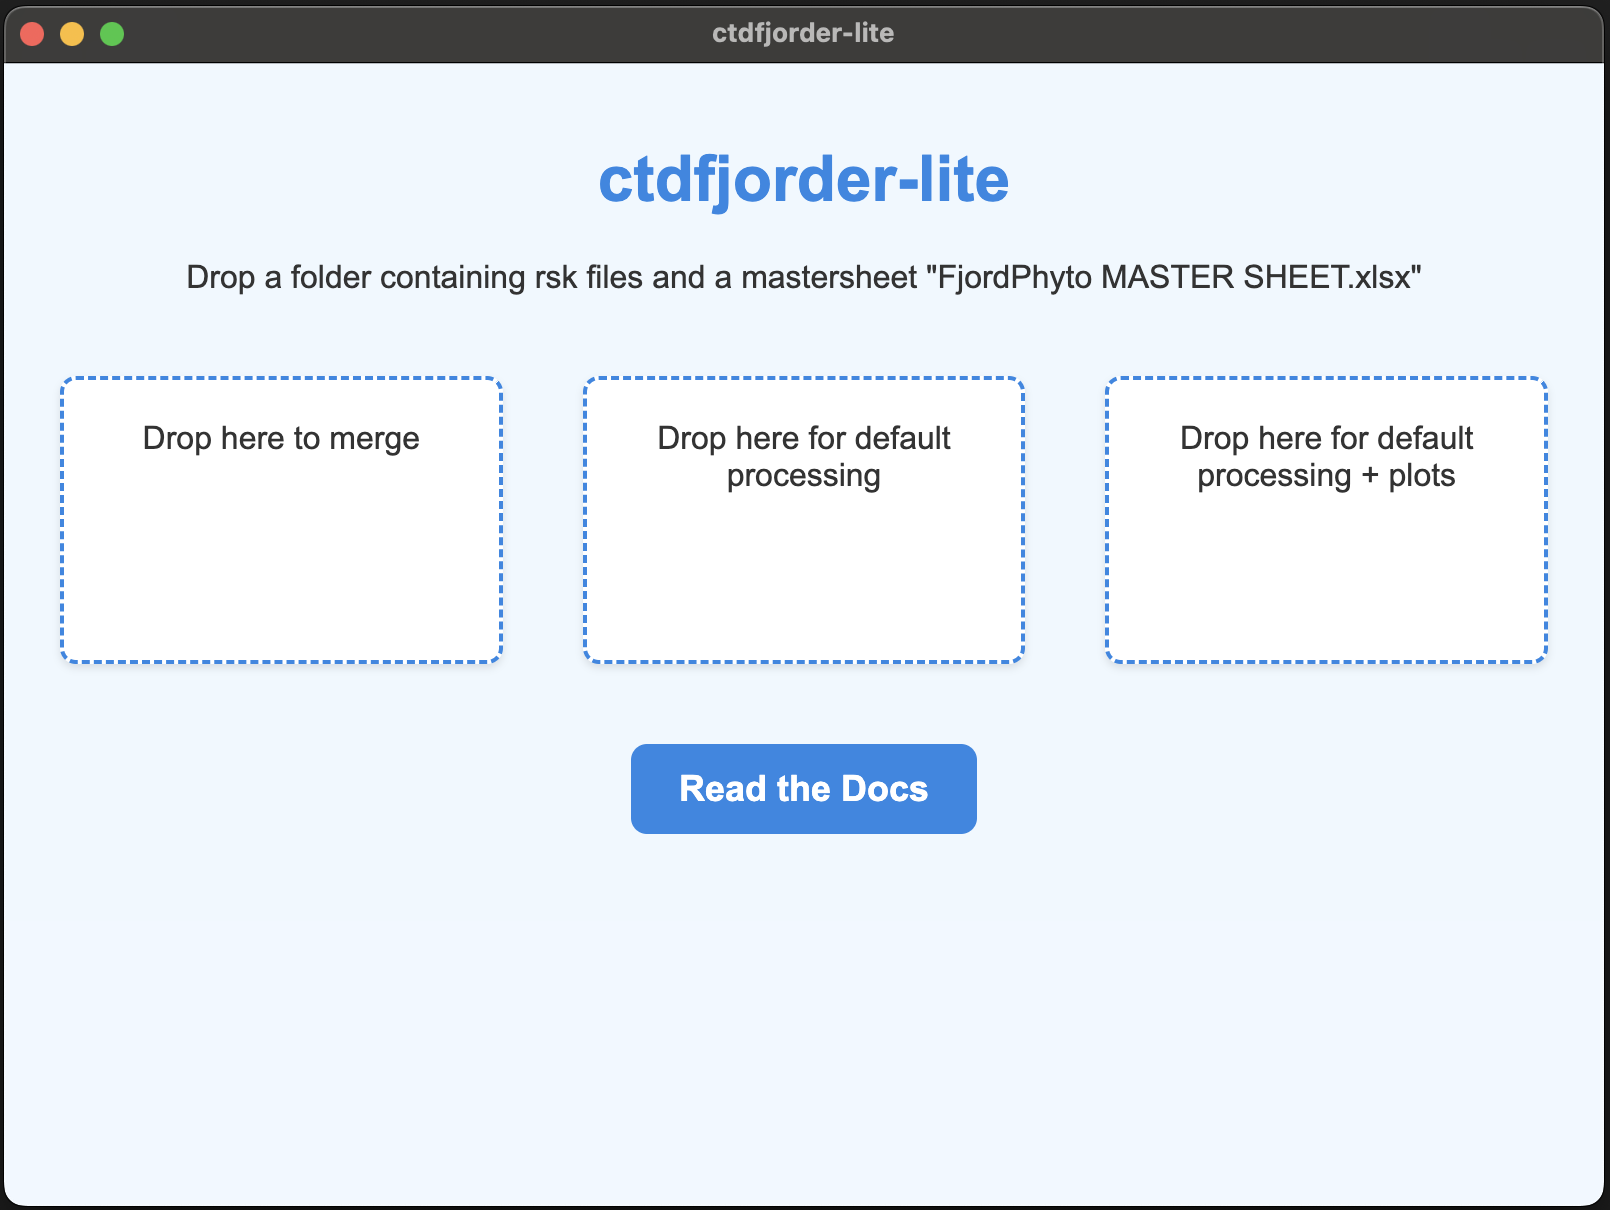 ctdfjorder-lite
ctdfjorder-lite
Drop a folder containing rsk files and a mastersheet "FjordPhyto MASTER SHEET.xlsx"
Drop here to merge
Drop here for default
processing
Drop here for default
processing + plots
Read the Docs